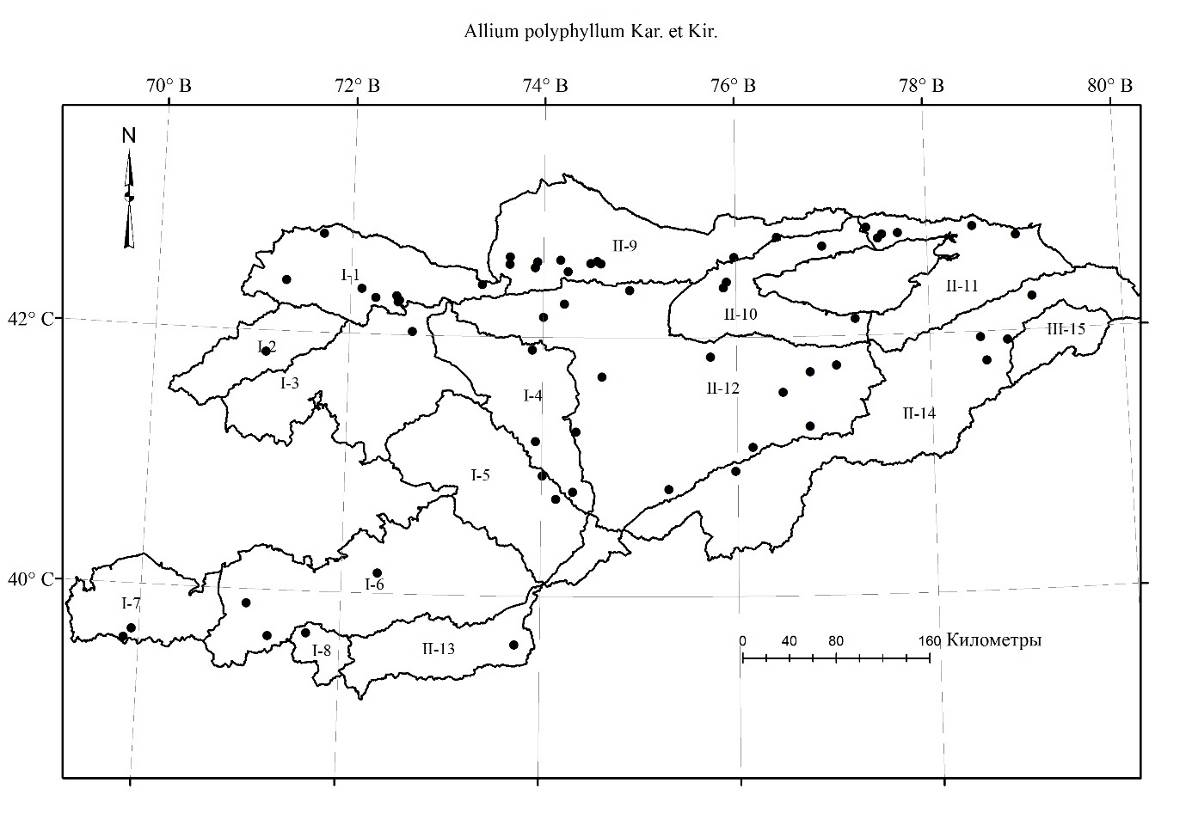 Allium polyphyllum Kar. et Kir.
70° В 72° В 74° В 76° В 78° В 80° В
N
II-9
I-1
II-11
II-10
42° С
III-15
I-2
I-3
I-4
II-12
II-14
I-5
40° С
I-6
I-7
I-8
II-13
0 40 80 160 Километры